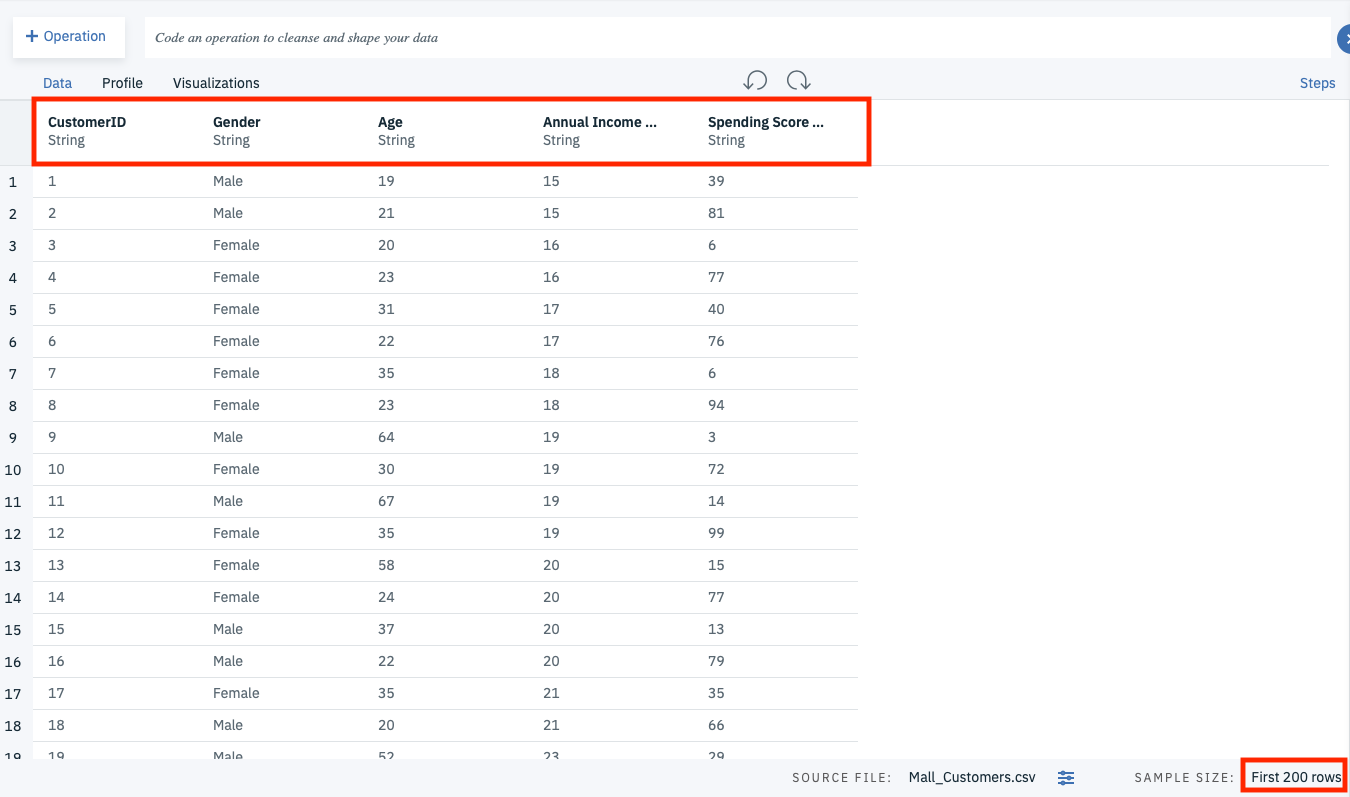 + Operation
Code an operation to cleanse and shape your data
Data Profile Visualizations Steps
CustomerID Gender Age Annual Income ... Spending Score ...
String String String String String
1 1 Male 19 15 39
2 2 Male 21 15 81
3 3 Female 20 16 6
4 4 Female 23 16 77
5 5 Female 31 17 40
6 6 Female 22 17 76
7 7 Female 35 18 6
8 8 Female 23 18 94
9 9 Male 64 19 3
10 10 Female 30 19 72
11 11 Male 67 19 14
12 12 Female 35 19 99
13 13 Female 58 20 15
14 14 Female 24 20 77
15 15 Male 37 20 13
16 16 Male 22 20 79
17 17 Female 35 21 35
18 18 Male 20 21 66
19 19 Male 52 23 29
SOURCE FILE: Mall_Customers.csv SAMPLE SIZE: First 200 rows